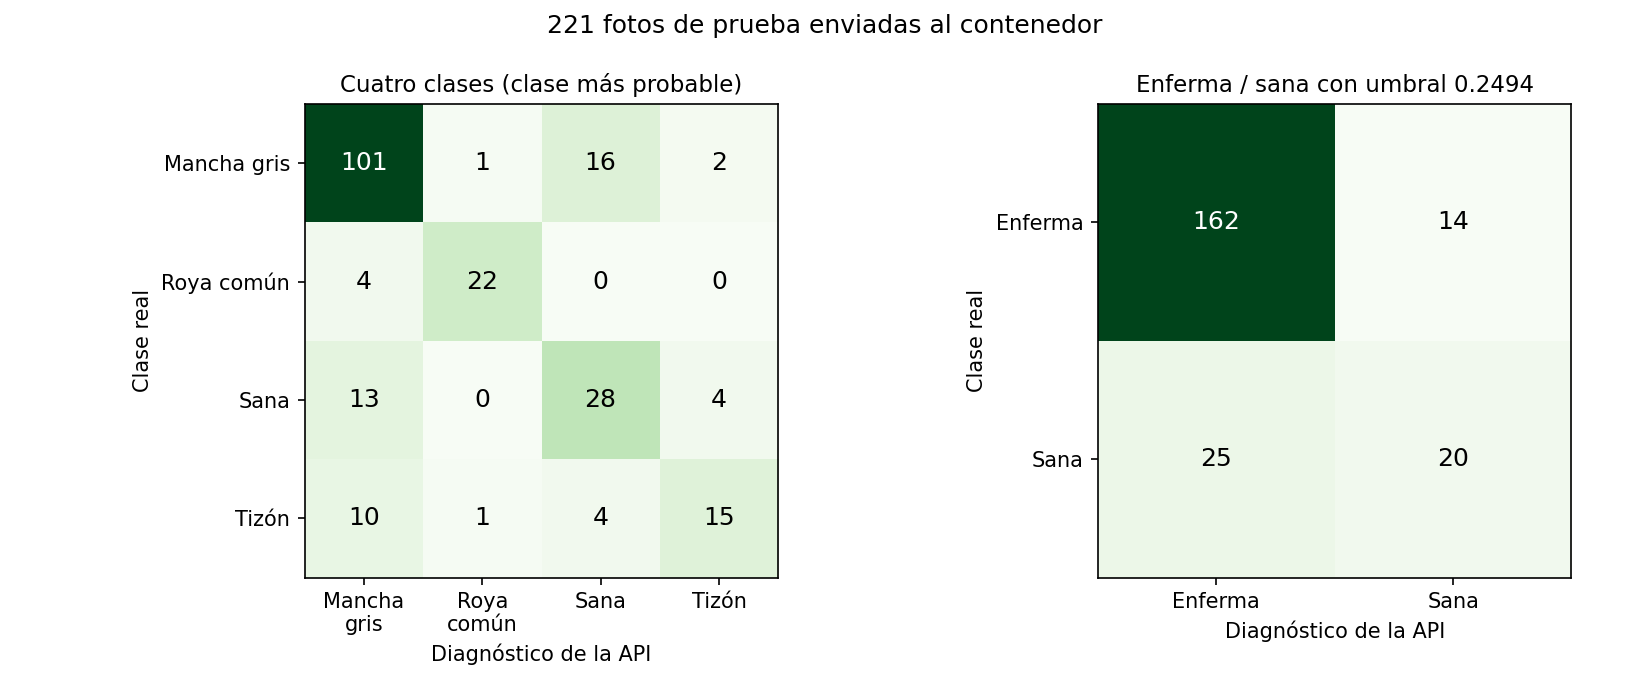 221 fotos de prueba enviadas al contenedor
Cuatro clases (clase más probable)
Clase real
Mancha gris 101 1 16 2
Roya común 4 22 0 0
Sana 13 0 28 4
Tizón 10 1 4 15
Mancha gris Roya común Sana Tizón
Diagnóstico de la API
Enferma / sana con umbral 0.2494
Clase real
Enferma 162 14
Sana 25 20
Enferma Sana
Diagnóstico de la API